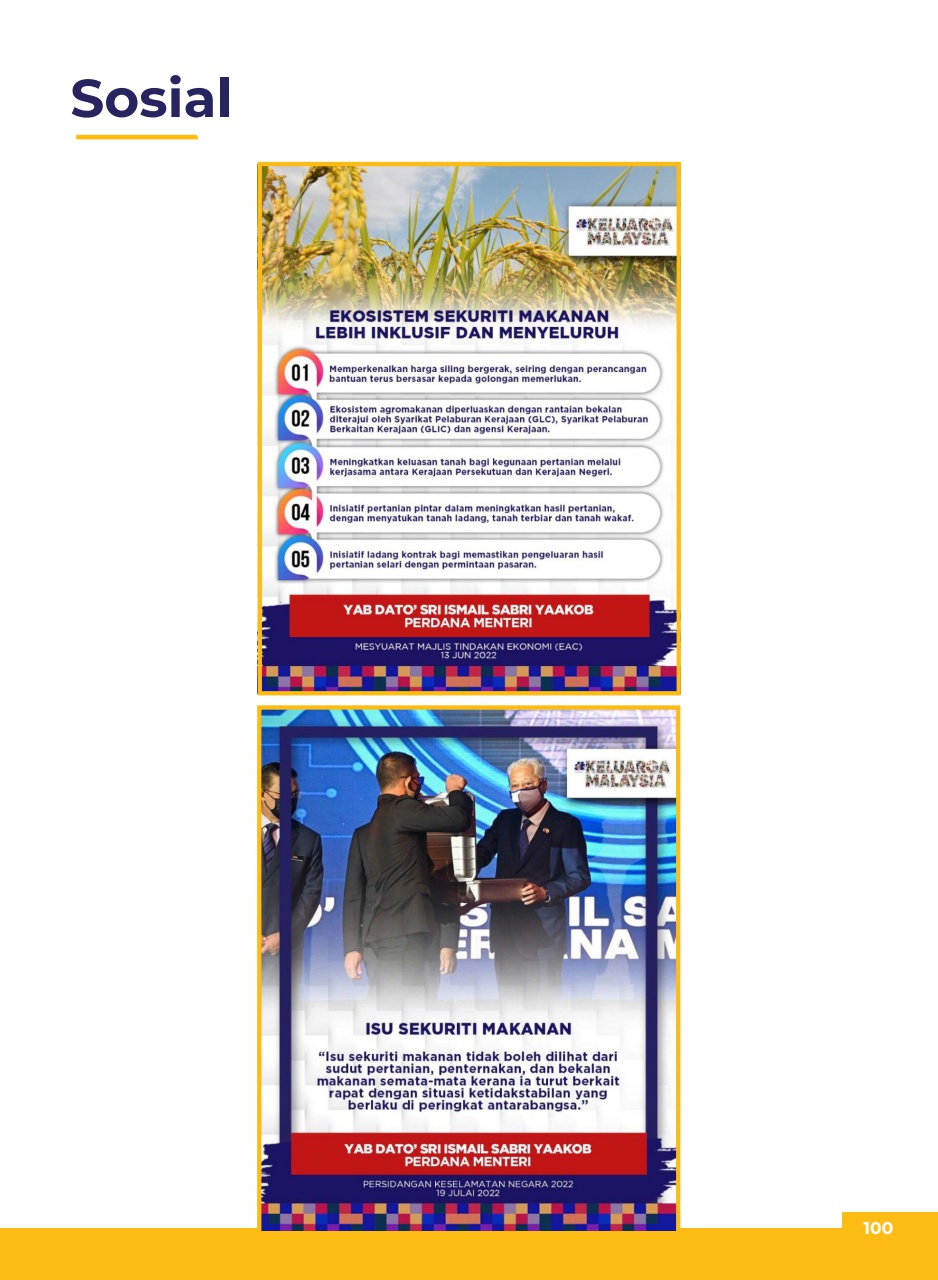 Sosial
#KELUARGA
MALAYSIA
EKOSISTEM SEKURITI MAKANAN
LEBIH INKLUSIF DAN MENYELURUH
01
Memperkenalkan harga siling bergerak, seiring dengan perancangan
bantuan terus bersasar kepada golongan memerlukan.
02
Ekosistem agromakanan diperluaskan dengan rantaian bekalan
diterajui oleh Syarikat Pelaburan Kerajaan (GLC), Syarikat Pelaburan
Berkaitan Kerajaan (GLIC) dan agensi Kerajaan.
03
Meningkatkan keluasan tanah bagi kegunaan pertanian melalui
kerjasama antara Kerajaan Persekutuan dan Kerajaan Negeri.
04
Inisiatif pertanian pintar dalam meningkatkan hasil pertanian,
dengan menyatukan tanah ladang, tanah terbiar dan tanah wakaf.
05
Inisiatif ladang kontrak bagi memastikan pengeluaran hasil
pertanian selari dengan permintaan pasaran.
YAB DATO' SRI ISMAIL SABRI YAAKOB
PERDANA MENTERI
MESYUARAT MAJLIS TINDAKAN EKONOMI (EAC)
13 JUN 2022
#KELUARGA
MALAYSIA
IL SA
NA M
ISU SEKURITI MAKANAN
“Isu sekuriti makanan tidak boleh dilihat dari
sudut pertanian, penternakan, dan bekalan
makanan semata-mata kerana ia turut berkait
rapat dengan situasi ketidakstabilan yang
berlaku di peringkat antarabangsa.”
YAB DATO' SRI ISMAIL SABRI YAAKOB
PERDANA MENTERI
PERSIDANGAN KESELAMATAN NEGARA 2022
19 JULAI 2022
100